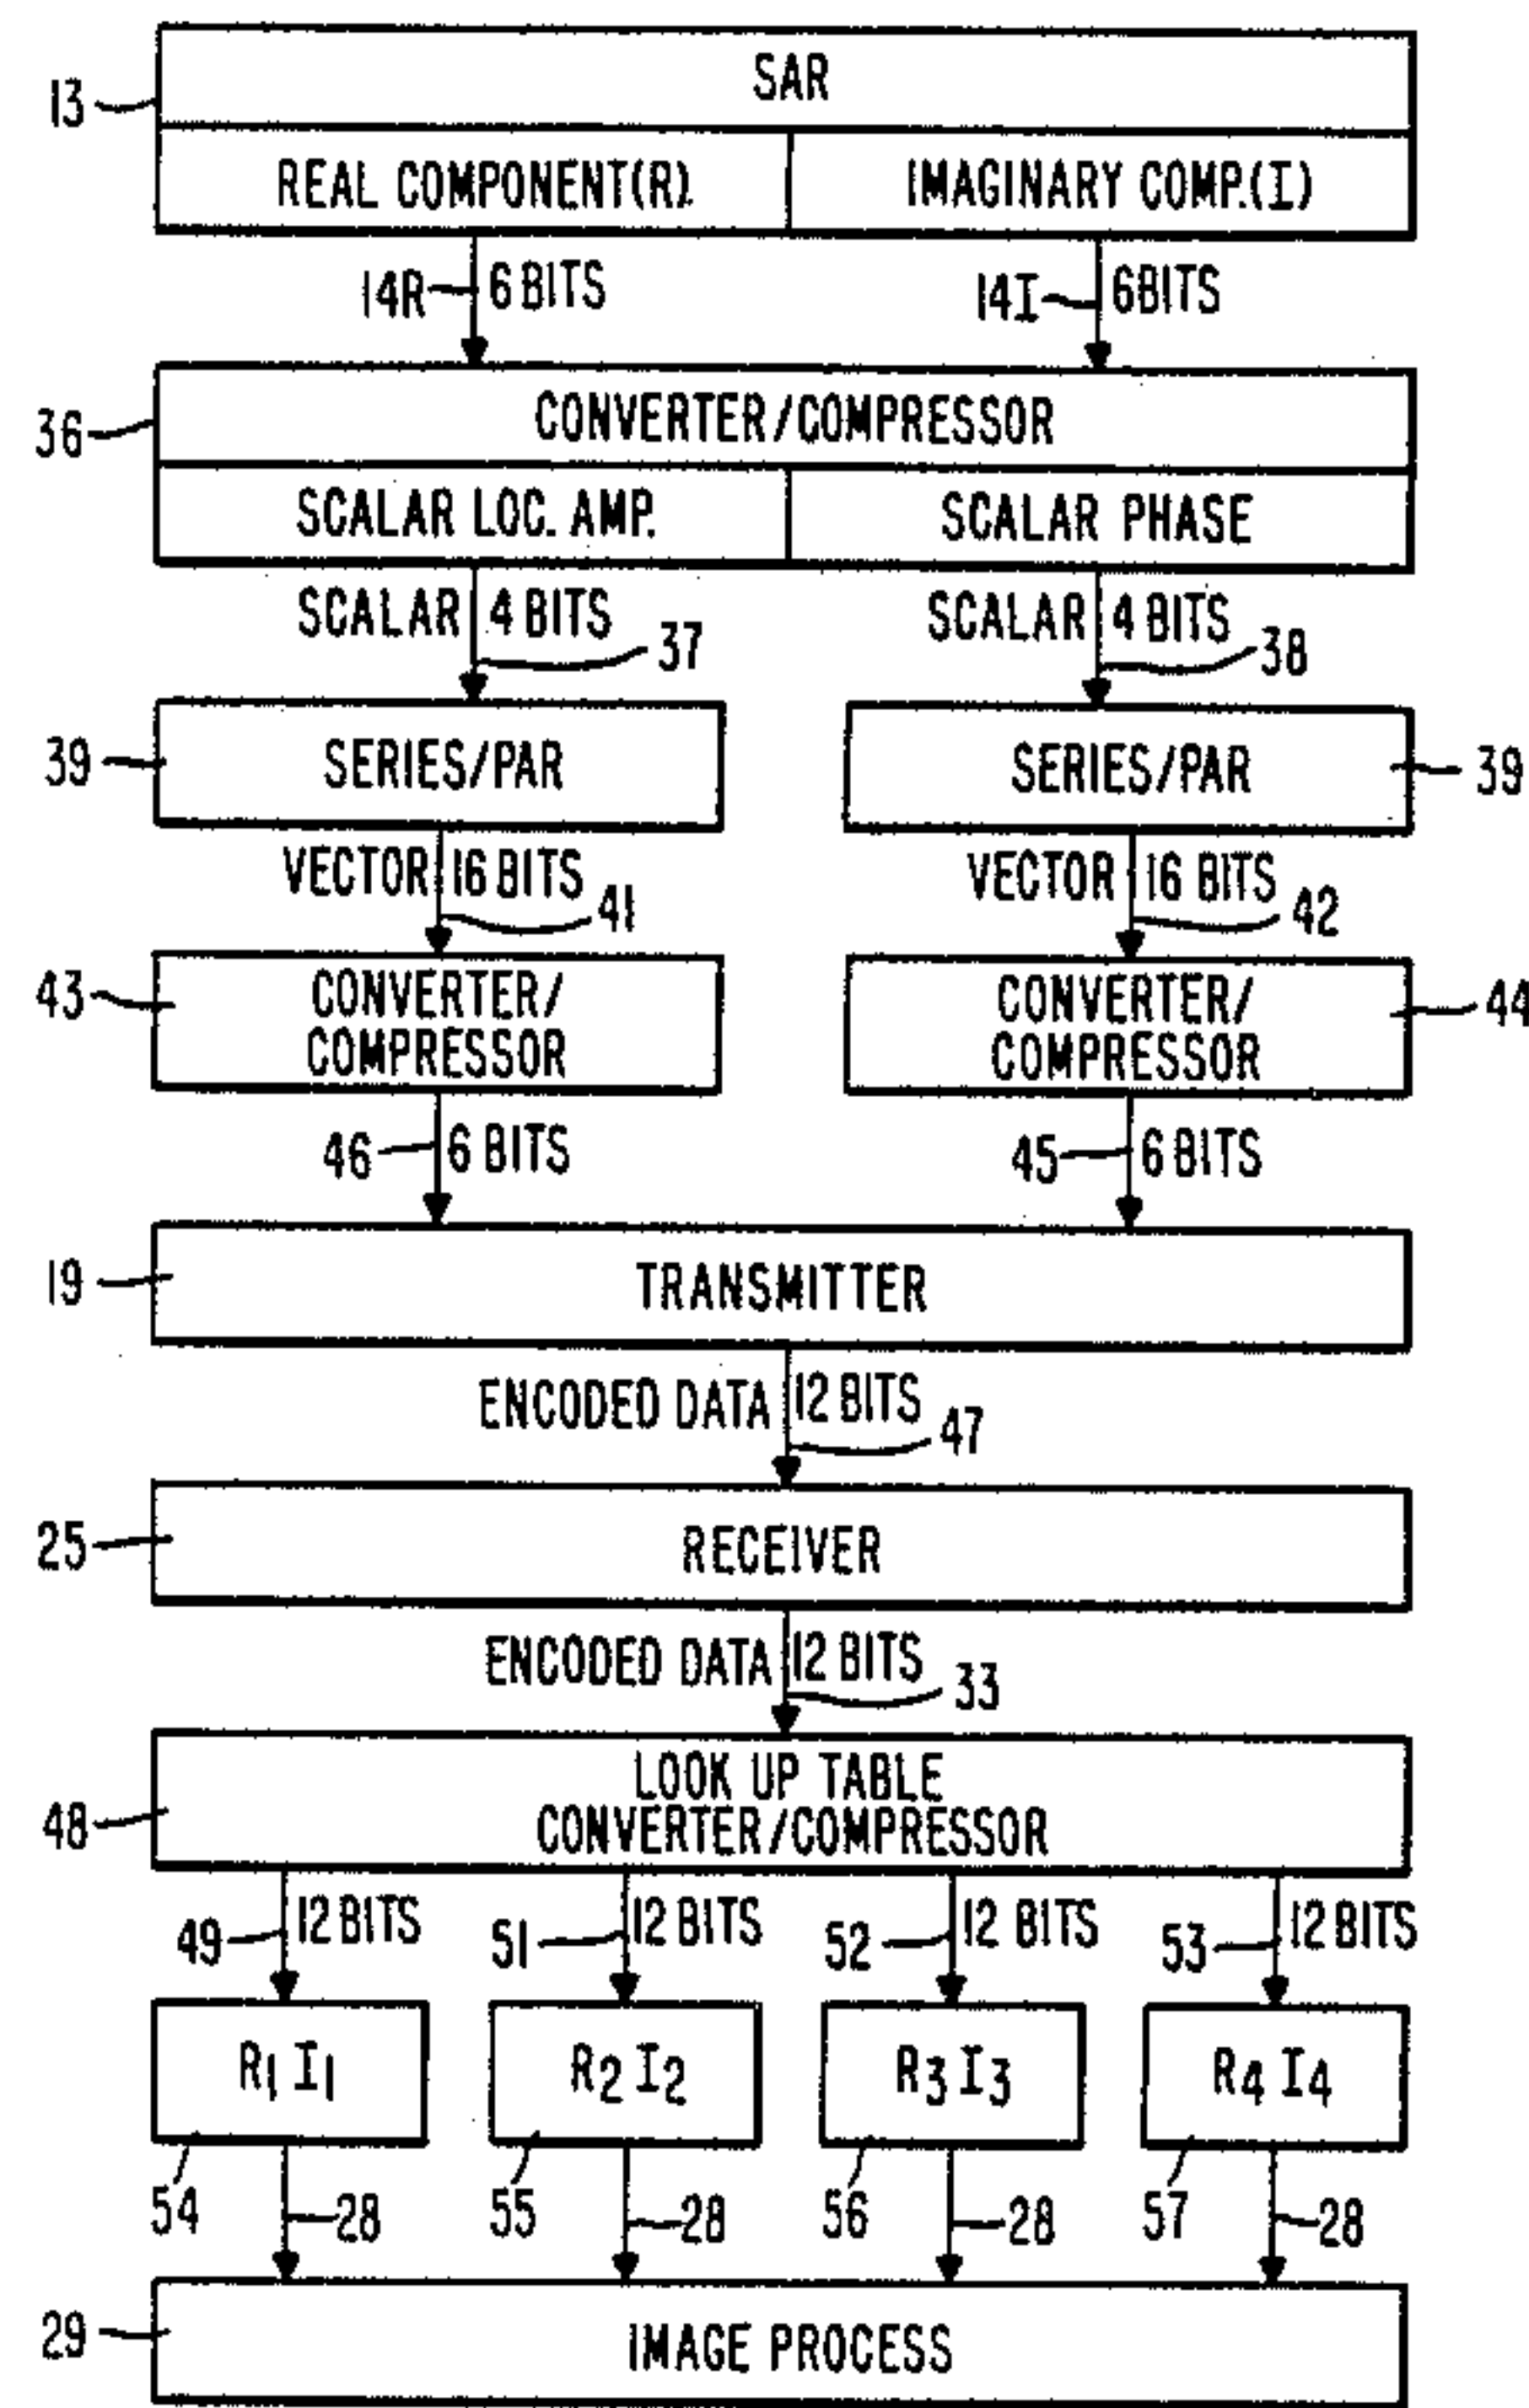 SAR
13
REAL COMPONENT(R) IMAGINARY COMP.(I)
14R 6 BITS 14I 6BITS
36 CONVERTER/COMPRESSOR
SCALAR LOC. AMP. SCALAR PHASE
SCALAR 4 BITS SCALAR 4 BITS
37 38
39 SERIES/PAR SERIES/PAR 39
VECTOR 16 BITS VECTOR 16 BITS
41 42
43 CONVERTER/ CONVERTER/ 44
COMPRESSOR COMPRESSOR
46 6 BITS 45 6 BITS
19 TRANSMITTER
ENCODED DATA 12 BITS
47
25 RECEIVER
ENCODED DATA 12 BITS
33
LOOK UP TABLE
48 CONVERTER/COMPRESSOR
49 12 BITS 51 12 BITS 52 12 BITS 53 12 BITS
R1 I1 R2 I2 R3 I3 R4 I4
54 28 55 28 56 28 57 28
29 IMAGE PROCESS